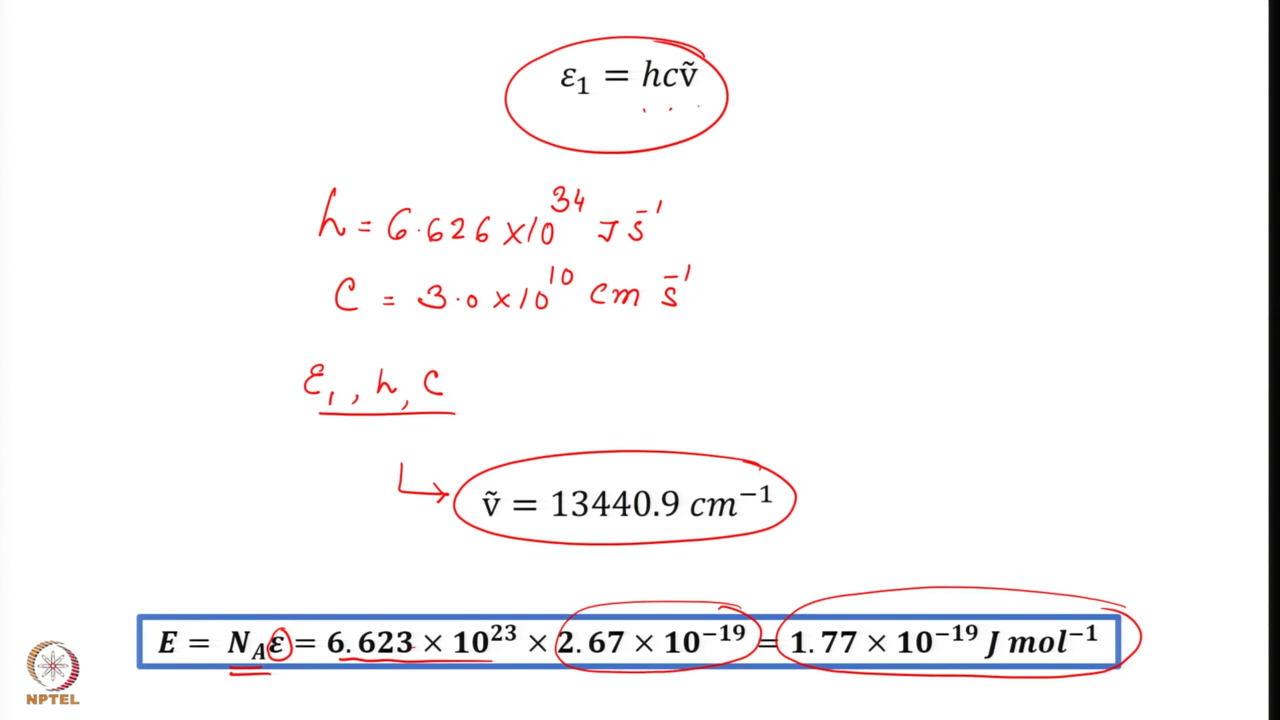 ε₁ = hcṽ
h = 6.626 × 10³⁴ J s⁻¹
C = 3.0 × 10¹⁰ cm s⁻¹
ε₁, h, C
ṽ = 13440.9 cm⁻¹
E = N_Aε = 6.623 × 10²³ × 2.67 × 10⁻¹⁹ = 1.77 × 10⁻¹⁹ J mol⁻¹
NPTEL